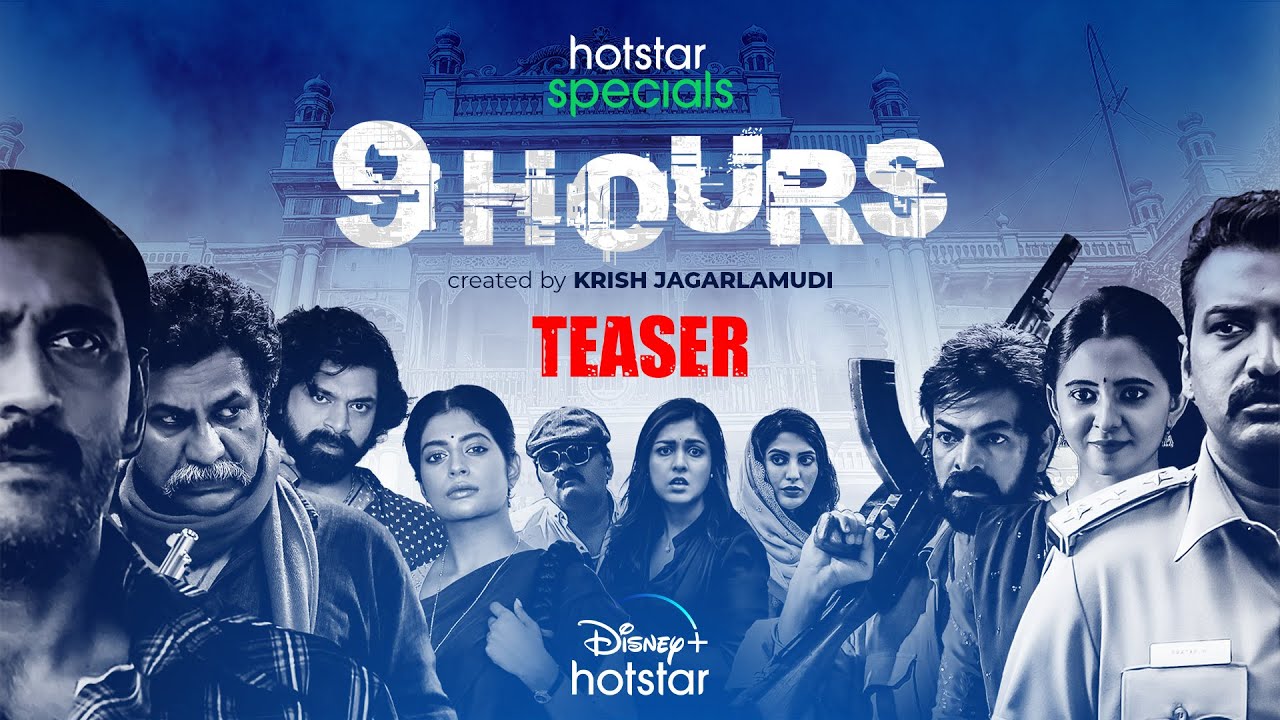 hotstar
specials
9 HOURS
created by KRISH JAGARLAMUDI
TEASER
Disney+
hotstar